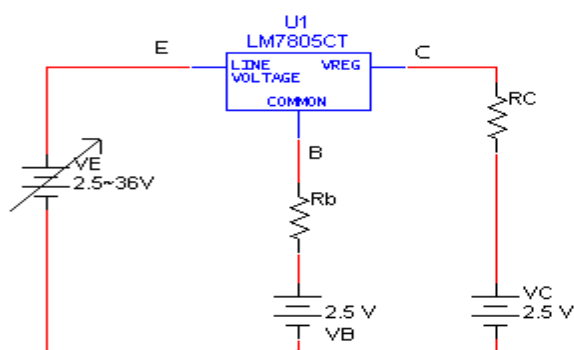 U1
LM7805CT
E
C
LINE VREG
VOLTAGE
COMMON
RC
B
VE
2.5~36V
Rb
2.5 V
VB
VC
2.5 V